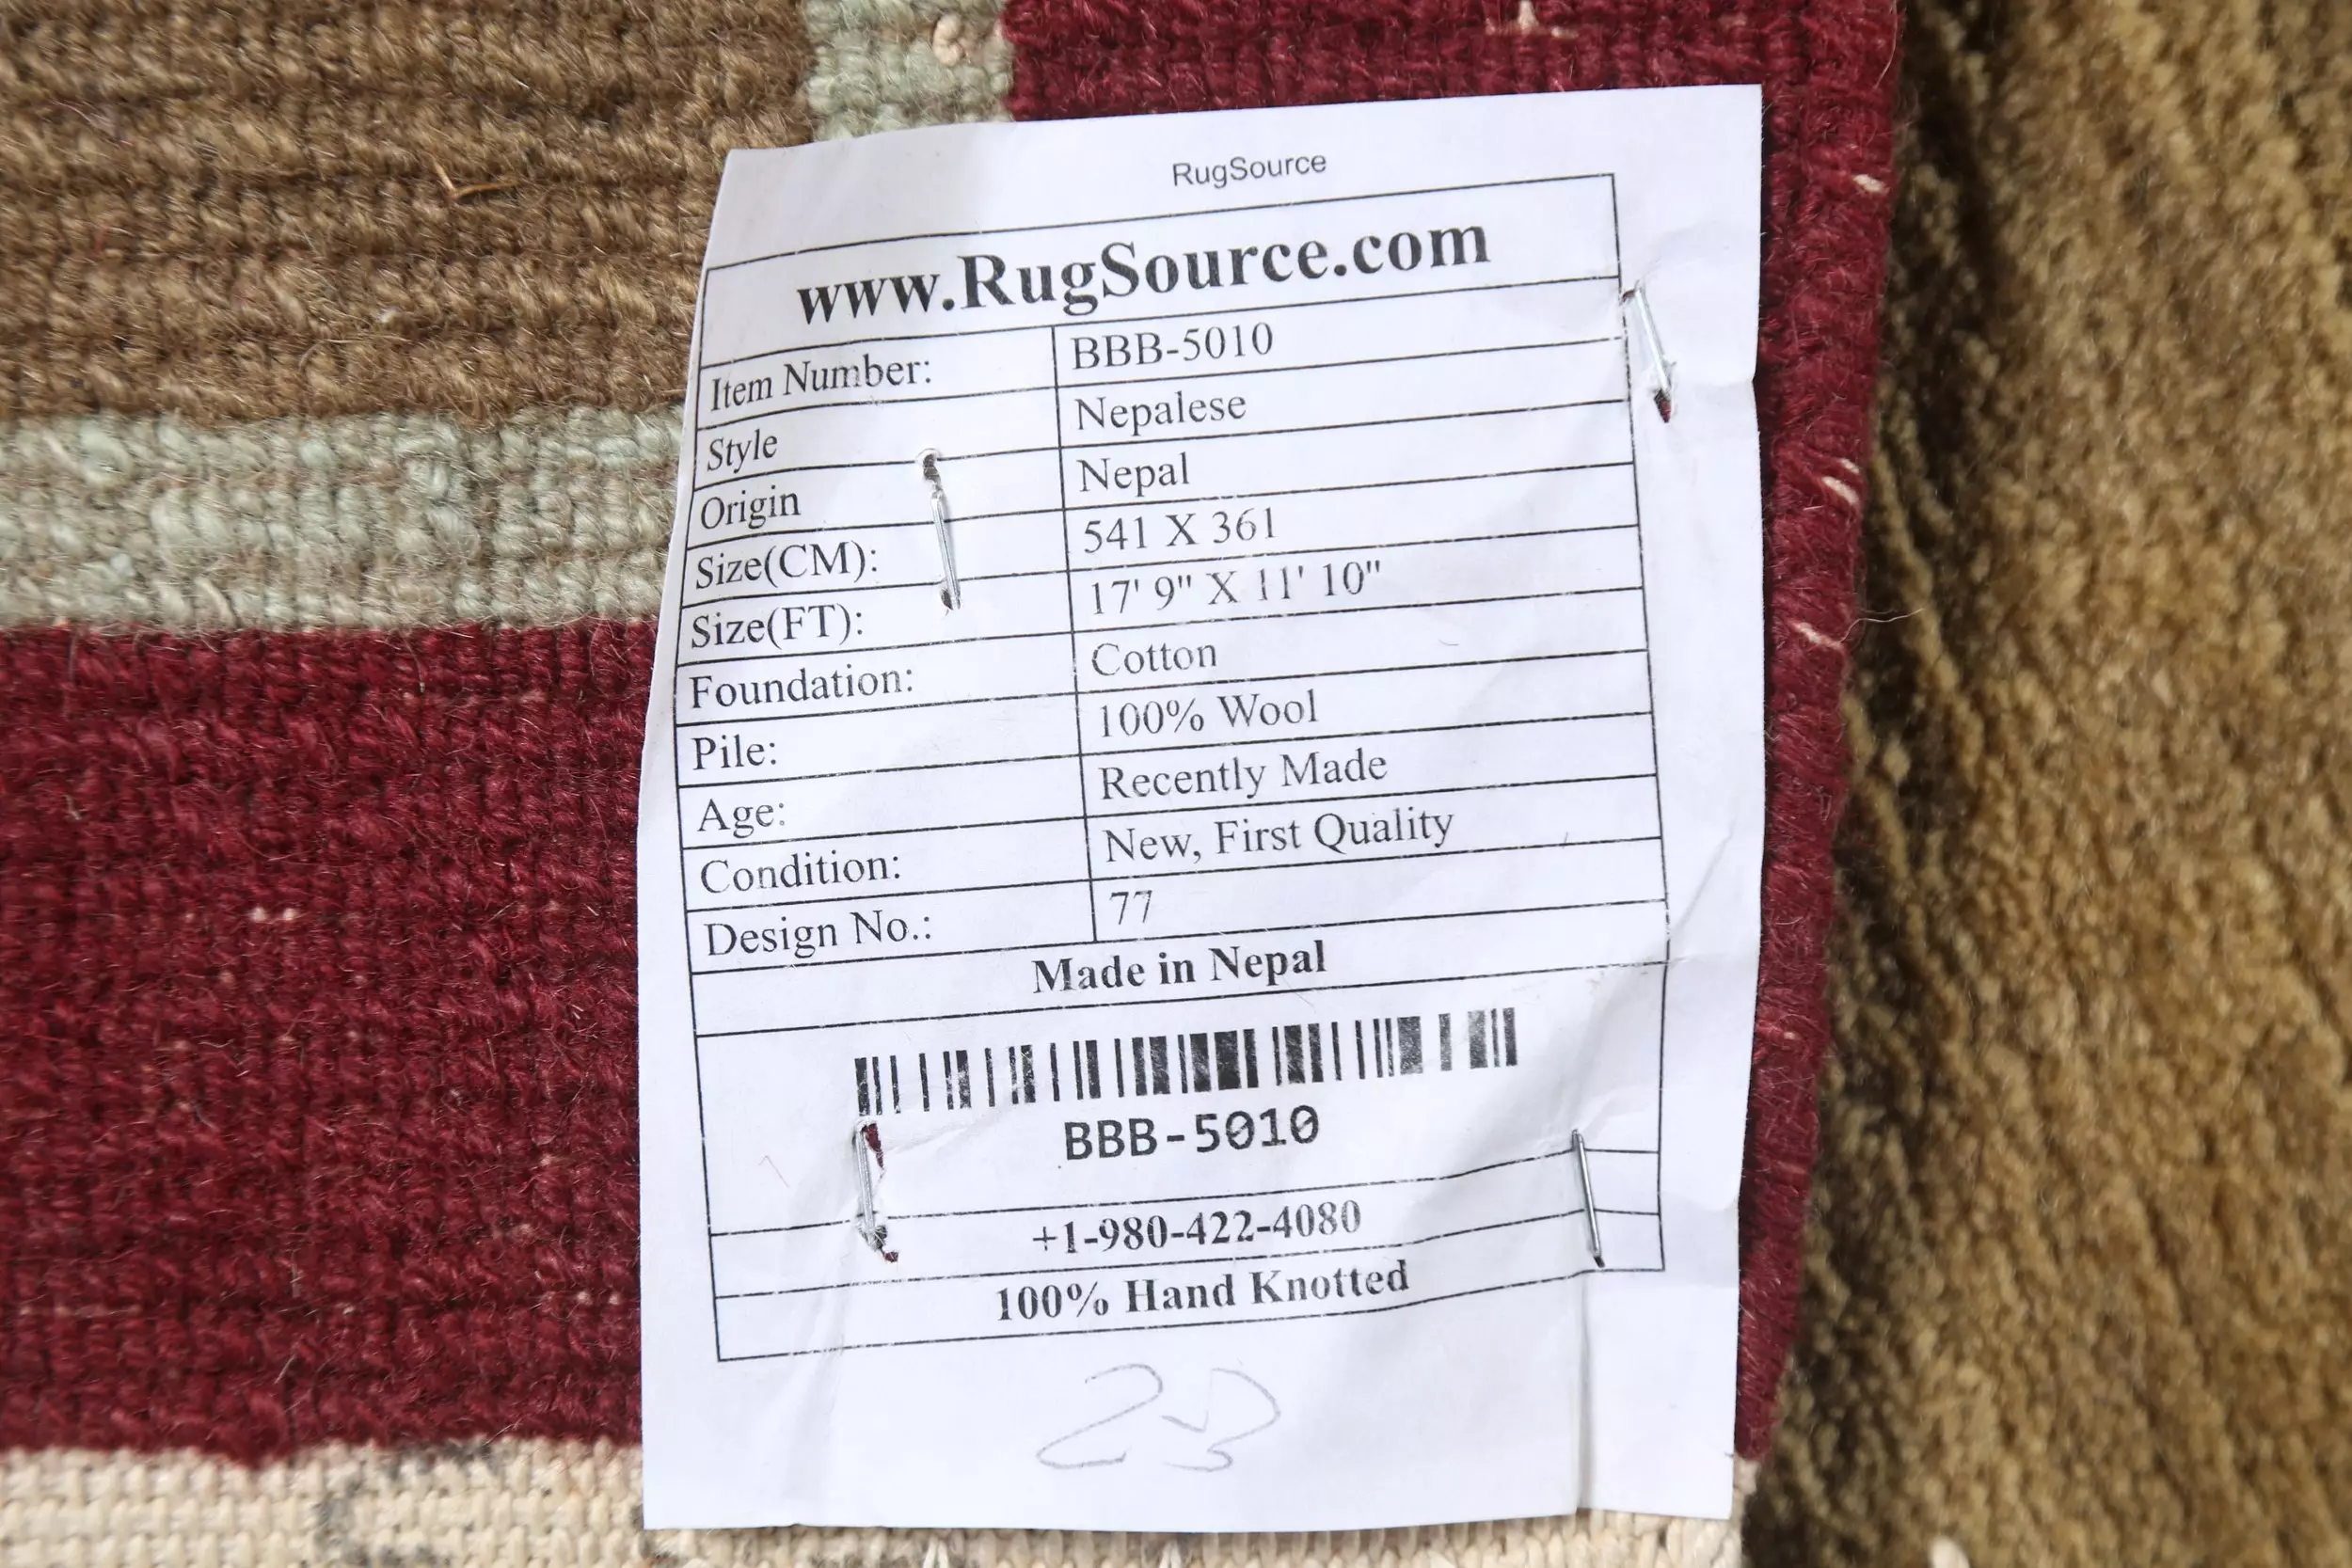 RugSource
www.RugSource.com
Item Number: BBB-5010
Style Nepalese
Origin Nepal
Size(CM): 541 X 361
Size(FT): 17' 9" X 11' 10"
Foundation: Cotton
Pile: 100% Wool
Age: Recently Made
Condition: New, First Quality
Design No.: 77
Made in Nepal
BBB-5010
+1-980-422-4080
100% Hand Knotted